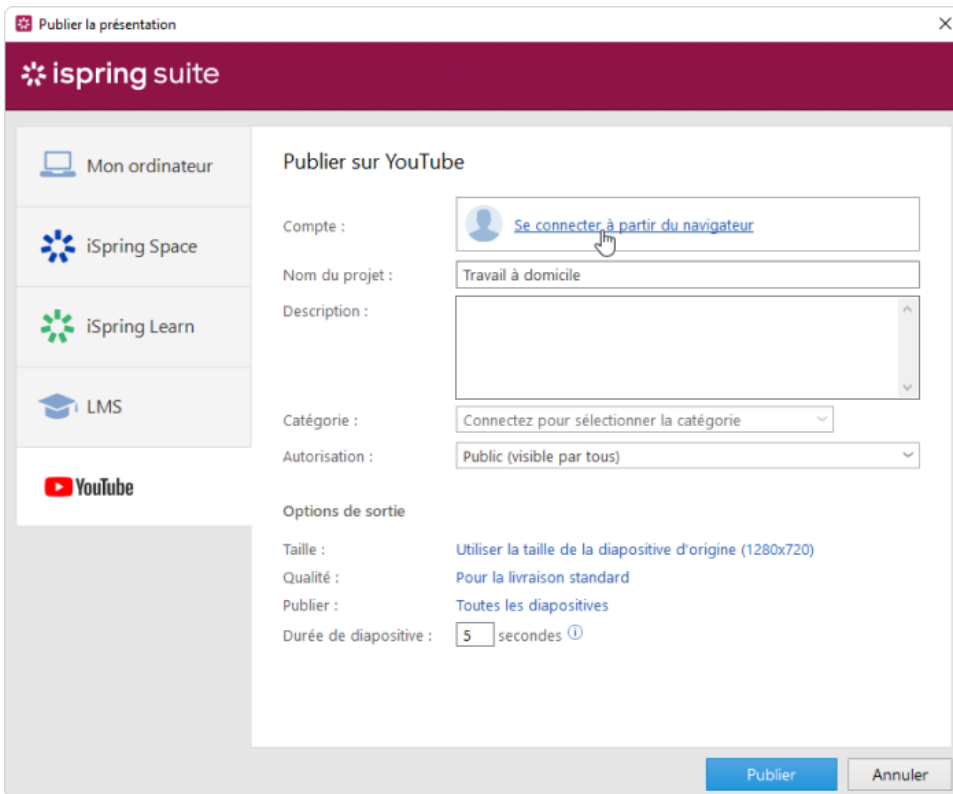 Publier la présentation
ispring suite
Mon ordinateur
iSpring Space
iSpring Learn
LMS
YouTube
Publier sur YouTube
Compte : Se connecter à partir du navigateur
Nom du projet : Travail à domicile
Description :
Catégorie : Connectez pour sélectionner la catégorie
Autorisation : Public (visible par tous)
Options de sortie
Taille : Utiliser la taille de la diapositive d'origine (1280x720)
Qualité : Pour la livraison standard
Publier : Toutes les diapositives
Durée de diapositive : 5 secondes
Publier Annuler